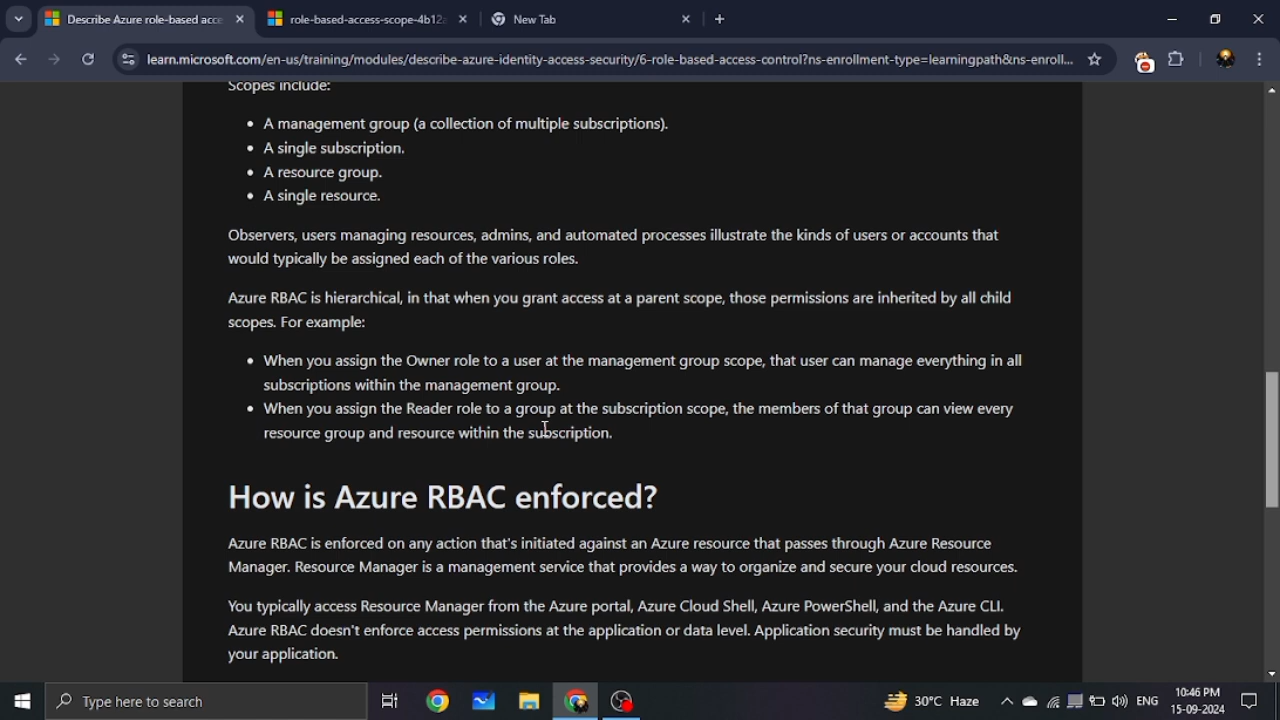 Describe Azure role-based acce
role-based-access-scope-4b12a
New Tab
learn.microsoft.com/en-us/training/modules/describe-azure-identity-access-security/6-role-based-access-control?ns-enrollment-type=learningpath&ns-enroll...
Scopes include:
• A management group (a collection of multiple subscriptions).
• A single subscription.
• A resource group.
• A single resource.
Observers, users managing resources, admins, and automated processes illustrate the kinds of users or accounts that
would typically be assigned each of the various roles.
Azure RBAC is hierarchical, in that when you grant access at a parent scope, those permissions are inherited by all child
scopes. For example:
• When you assign the Owner role to a user at the management group scope, that user can manage everything in all
subscriptions within the management group.
• When you assign the Reader role to a group at the subscription scope, the members of that group can view every
resource group and resource within the subscription.
How is Azure RBAC enforced?
Azure RBAC is enforced on any action that's initiated against an Azure resource that passes through Azure Resource
Manager. Resource Manager is a management service that provides a way to organize and secure your cloud resources.
You typically access Resource Manager from the Azure portal, Azure Cloud Shell, Azure PowerShell, and the Azure CLI.
Azure RBAC doesn't enforce access permissions at the application or data level. Application security must be handled by
your application.
Type here to search
30°C Haze
ENG
10:46 PM
15-09-2024